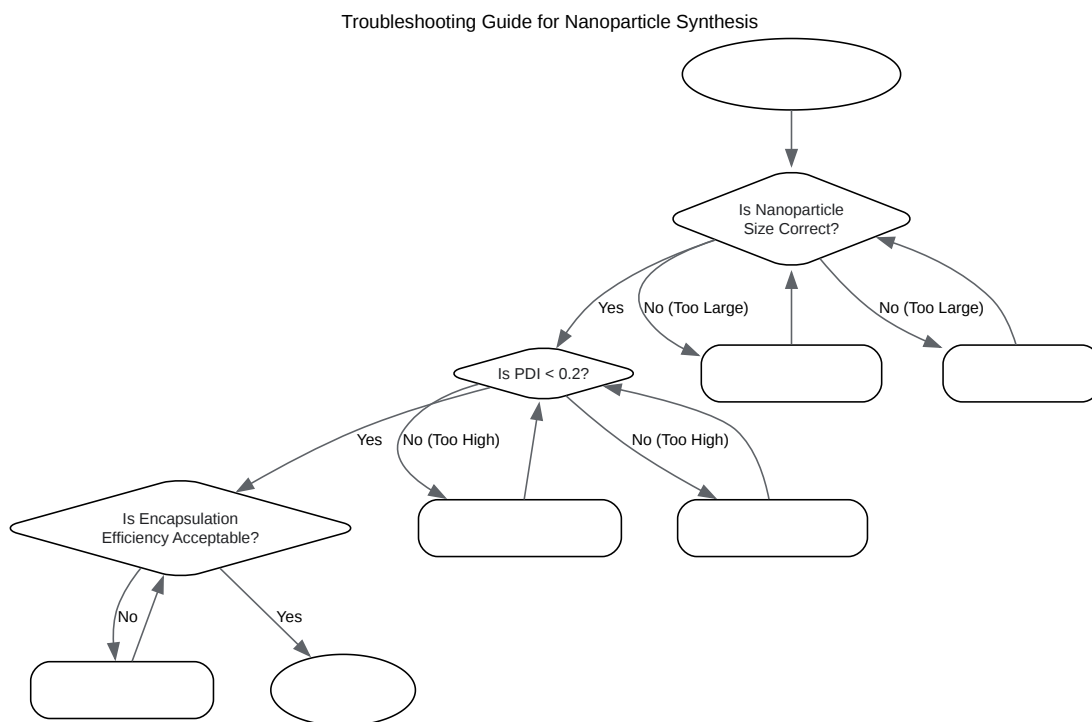 Troubleshooting Guide for Nanoparticle Synthesis
Is Nanoparticle
Size Correct?
Yes
No (Too Large)
No (Too Large)
Is PDI < 0.2?
Yes
No (Too High)
No (Too High)
Is Encapsulation
Efficiency Acceptable?
No
Yes